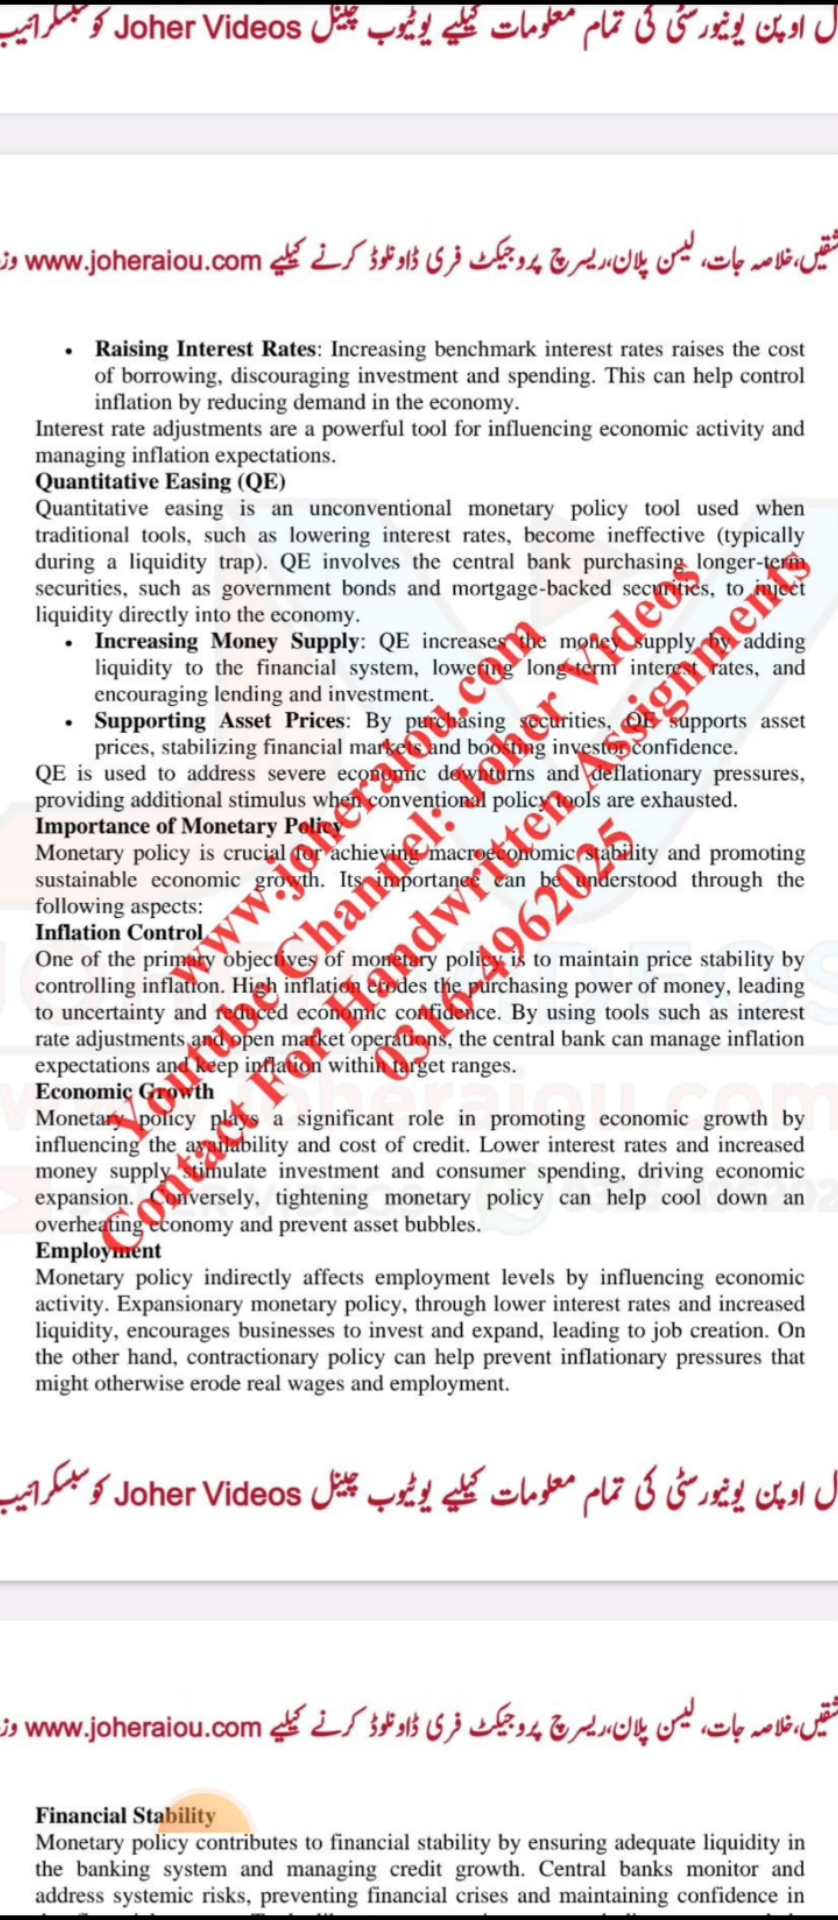 ل اوپن یونیورسٹی کی تمام معلومات کیلیے یوٹیوب چینل Joher Videos کو سبسکرائیب
مشقیں،خلاصہ جات، لیسن پلان،ریسرچ پروجیکٹ فری ڈاونلوڈ کرنے کیلیے www.joheraiou.com وز
• Raising Interest Rates: Increasing benchmark interest rates raises the cost
of borrowing, discouraging investment and spending. This can help control
inflation by reducing demand in the economy.
Interest rate adjustments are a powerful tool for influencing economic activity and
managing inflation expectations.
Quantitative Easing (QE)
Quantitative easing is an unconventional monetary policy tool used when
traditional tools, such as lowering interest rates, become ineffective (typically
during a liquidity trap). QE involves the central bank purchasing longer-term
securities, such as government bonds and mortgage-backed securities, to inject
liquidity directly into the economy.
• Increasing Money Supply: QE increases the money supply by adding
liquidity to the financial system, lowering long-term interest rates, and
encouraging lending and investment.
• Supporting Asset Prices: By purchasing securities, QE supports asset
prices, stabilizing financial markets and boosting investor confidence.
QE is used to address severe economic downturns and deflationary pressures,
providing additional stimulus when conventional policy tools are exhausted.
Importance of Monetary Policy
Monetary policy is crucial for achieving macroeconomic stability and promoting
sustainable economic growth. Its importance can be understood through the
following aspects:
Inflation Control
One of the primary objectives of monetary policy is to maintain price stability by
controlling inflation. High inflation erodes the purchasing power of money, leading
to uncertainty and reduced economic confidence. By using tools such as interest
rate adjustments and open market operations, the central bank can manage inflation
expectations and keep inflation within target ranges.
Economic Growth
Monetary policy plays a significant role in promoting economic growth by
influencing the availability and cost of credit. Lower interest rates and increased
money supply stimulate investment and consumer spending, driving economic
expansion. Conversely, tightening monetary policy can help cool down an
overheating economy and prevent asset bubbles.
Employment
Monetary policy indirectly affects employment levels by influencing economic
activity. Expansionary monetary policy, through lower interest rates and increased
liquidity, encourages businesses to invest and expand, leading to job creation. On
the other hand, contractionary policy can help prevent inflationary pressures that
might otherwise erode real wages and employment.
www.joheraiou.com
Youtube Channel: Joher Videos
Contact For Handwritten Assignments
0316-4962025
ل اوپن یونیورسٹی کی تمام معلومات کیلیے یوٹیوب چینل Joher Videos کو سبسکرائیب
مشقیں،خلاصہ جات، لیسن پلان،ریسرچ پروجیکٹ فری ڈاونلوڈ کرنے کیلیے www.joheraiou.com وز
Financial Stability
Monetary policy contributes to financial stability by ensuring adequate liquidity in
the banking system and managing credit growth. Central banks monitor and
address systemic risks, preventing financial crises and maintaining confidence in